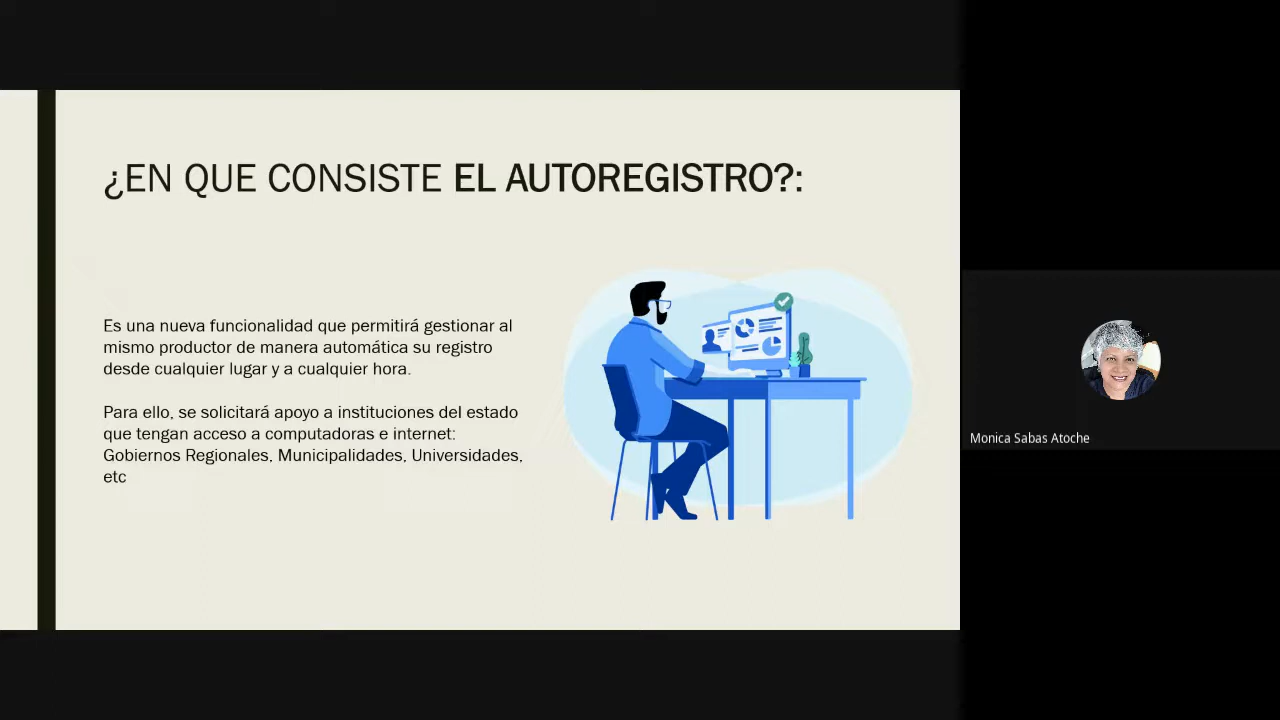 ¿EN QUE CONSISTE EL AUTOREGISTRO?:
Es una nueva funcionalidad que permitirá gestionar al
mismo productor de manera automática su registro
desde cualquier lugar y a cualquier hora.
Para ello, se solicitará apoyo a instituciones del estado
que tengan acceso a computadoras e internet:
Gobiernos Regionales, Municipalidades, Universidades,
etc
Monica Sabas Atoche